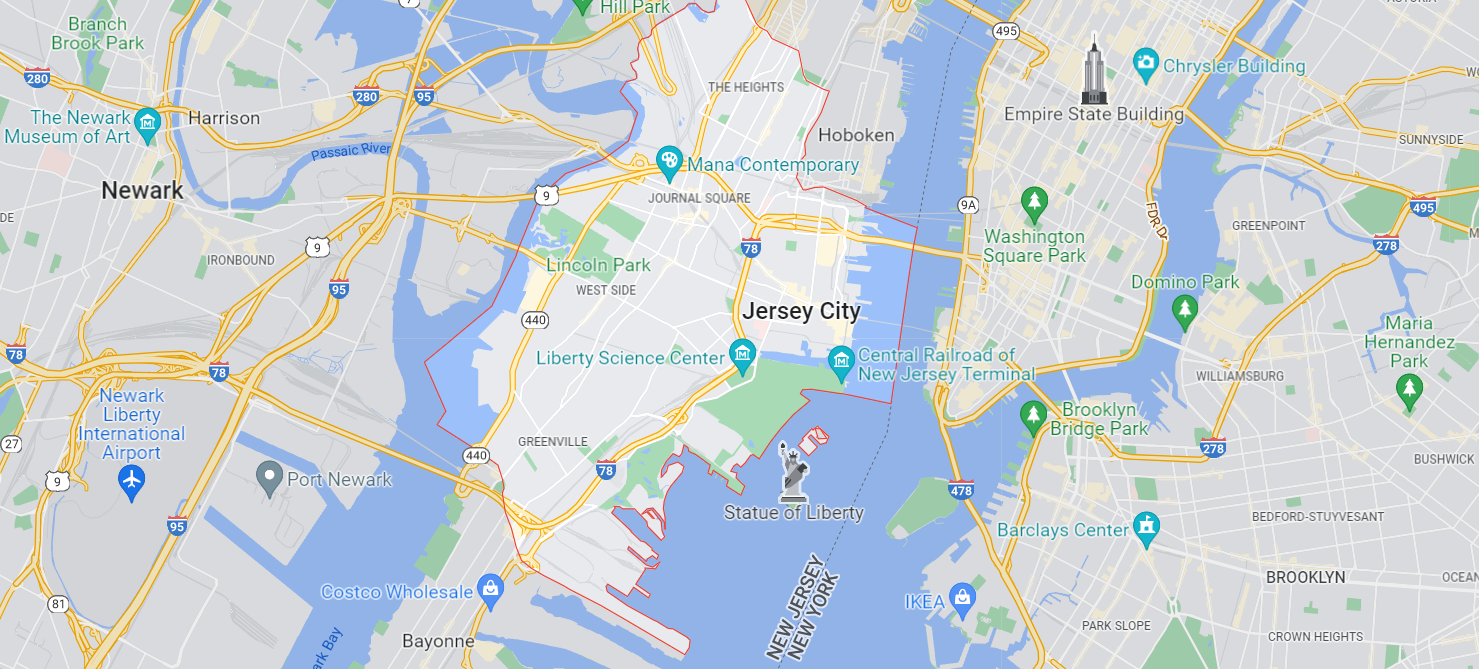 Hill Park
7
Branch
Brook Park
495
ASTORIA
280
280
95
THE HEIGHTS
Chrysler Building
Empire State Building
The Newark
Museum of Art
Harrison
Hoboken
SUNNYSIDE
Passaic River
Mana Contemporary
Newark
9
JOURNAL SQUARE
9A
FDR Dr
495
9
IRONBOUND
78
Washington
Square Park
GREENPOINT
278
Lincoln Park
WEST SIDE
95
Domino Park
440
Jersey City
Maria
Hernandez
Park
78
78
Liberty Science Center
Central Railroad of
New Jersey Terminal
WILLIAMSBURG
Newark
Liberty
International
Airport
Brooklyn
Bridge Park
27
GREENVILLE
440
278
BUSHWICK
9
Port Newark
78
478
Statue of Liberty
95
Barclays Center
BEDFORD-STUYVESANT
NEW JERSEY
NEW YORK
BROOKLYN
OCEAN
Costco Wholesale
IKEA
81
Bayonne
ark Bay
PARK SLOPE
CROWN HEIGHTS